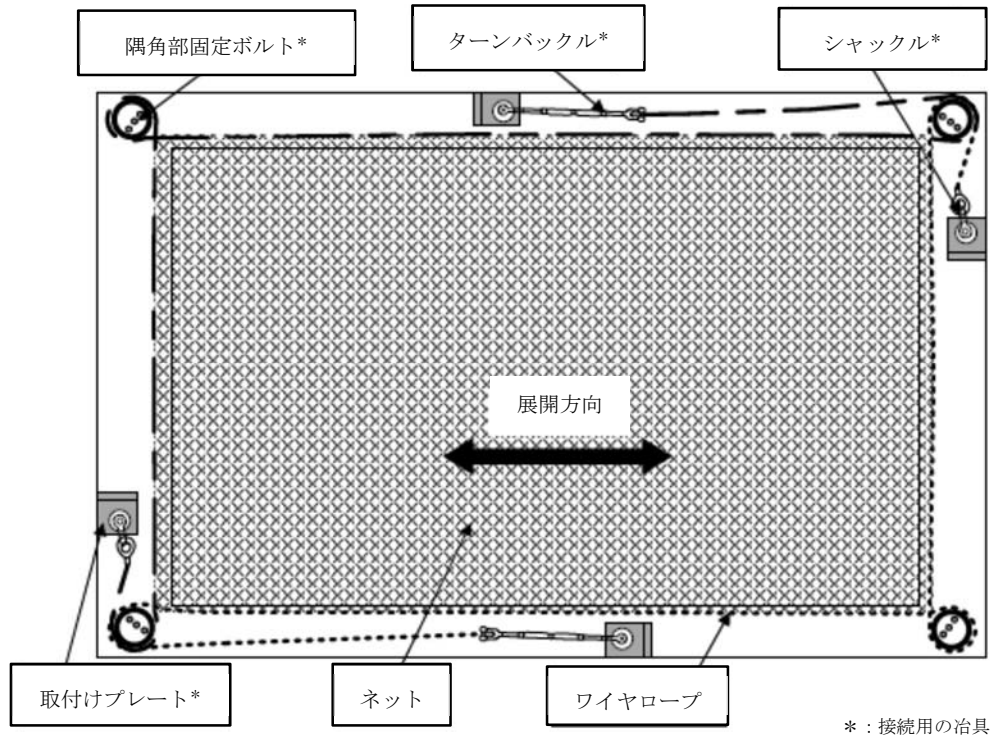 隅角部固定ボルト*
ターンバックル*
シャックル*
展開方向
取付けプレート*
ネット
ワイヤロープ
*:接続用の冶具